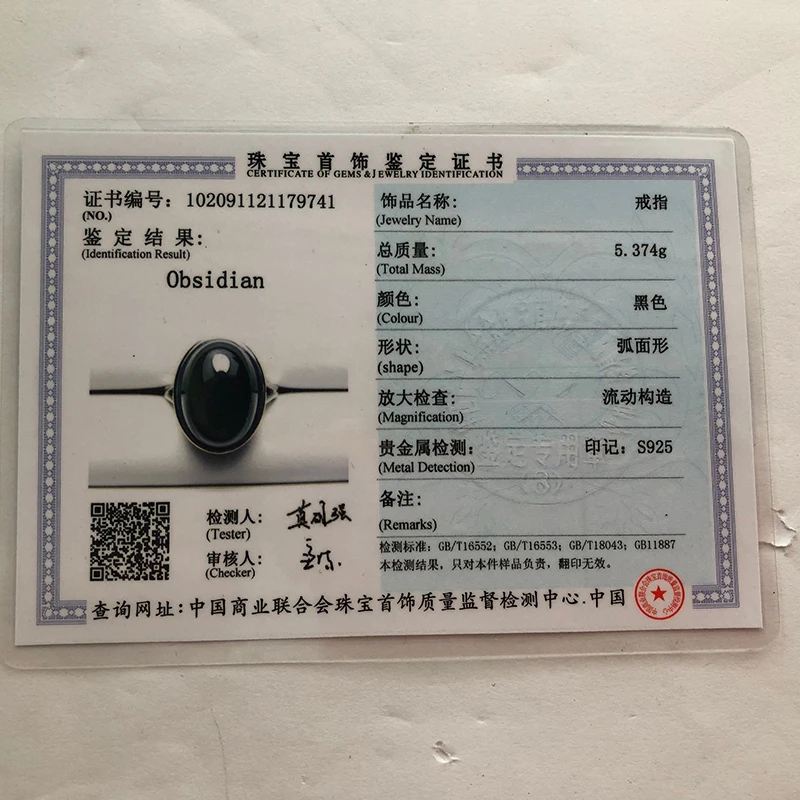 珠宝首饰鉴定证书
CERTIFICATE OF GEMS &JEWELRY IDENTIFICATION
证书编号: 102091121179741
(NO.)
鉴定结果:
(Identification Result)
Obsidian
检测人:
(Tester)
审核人:
(Checker)
饰品名称: 戒指
(Jewelry Name)
总质量: 5.374g
(Total Mass)
颜色: 黑色
(Colour)
形状: 弧面形
(shape)
放大检查: 流动构造
(Magnification)
贵金属检测: 印记: S925
(Metal Detection)
备注:
(Remarks)
检测标准: GB/T16552; GB/T16553; GB/T18043; GB11887
本检测结果, 只对本件样品负责, 翻印无效。
查询网址:中国商业联合会珠宝首饰质量监督检测中心.中国
鉴定专用章